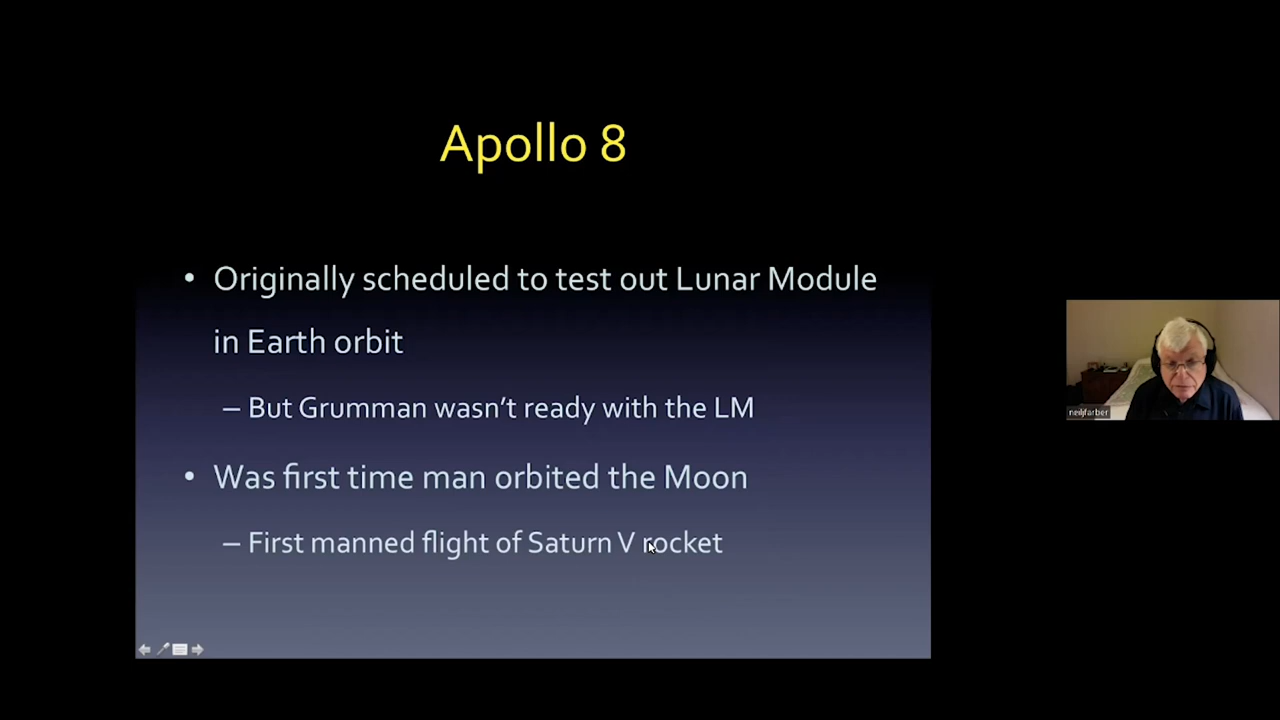 Apollo 8
• Originally scheduled to test out Lunar Module
in Earth orbit
– But Grumman wasn't ready with the LM
• Was first time man orbited the Moon
– First manned flight of Saturn V rocket
neiljfarber